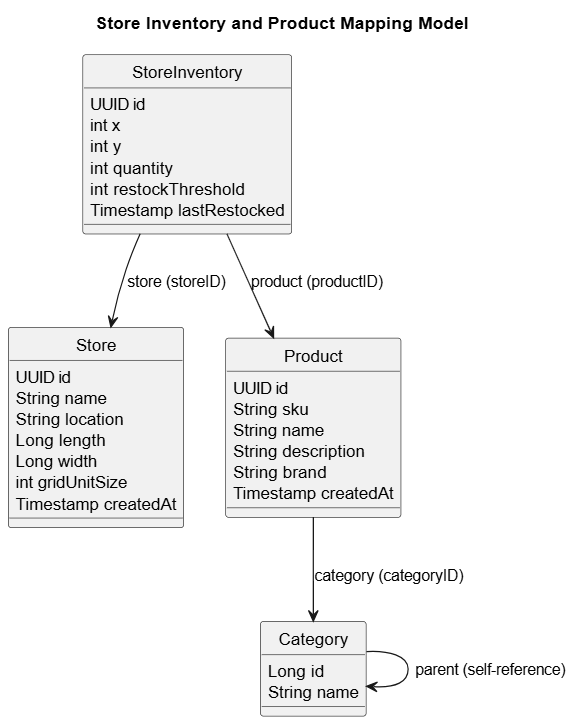 Store Inventory and Product Mapping Model
StoreInventory
UUID id
int x
int y
int quantity
int restockThreshold
Timestamp lastRestocked
store (storeID)
product (productID)
Store
UUID id
String name
String location
Long length
Long width
int gridUnitSize
Timestamp createdAt
Product
UUID id
String sku
String name
String description
String brand
Timestamp createdAt
category (categoryID)
Category
Long id
String name
parent (self-reference)